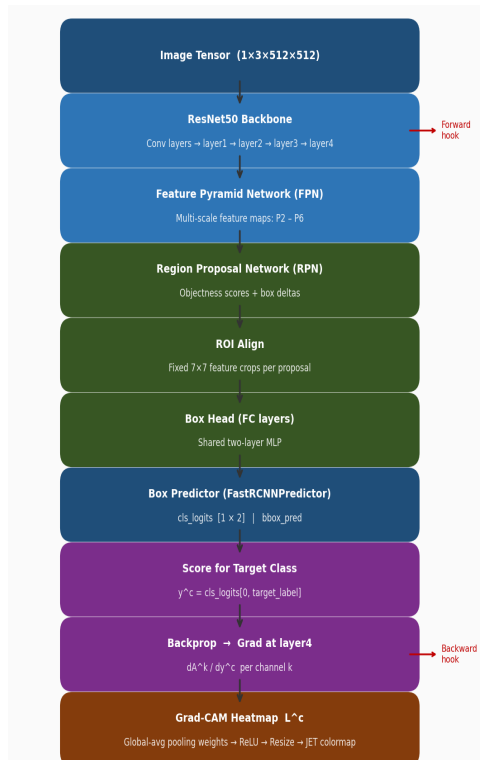 Image Tensor (1×3×512×512)
ResNet50 Backbone
Conv layers → layer1 → layer2 → layer3 → layer4
Forward
hook
Feature Pyramid Network (FPN)
Multi-scale feature maps: P2 – P6
Region Proposal Network (RPN)
Objectness scores + box deltas
ROI Align
Fixed 7×7 feature crops per proposal
Box Head (FC layers)
Shared two-layer MLP
Box Predictor (FastRCNNPredictor)
cls_logits [1 × 2] | bbox_pred
Score for Target Class
y^c = cls_logits[0, target_label]
Backprop → Grad at layer4
dA^k / dy^c per channel k
Backward
hook
Grad-CAM Heatmap L^c
Global-avg pooling weights → ReLU → Resize → JET colormap